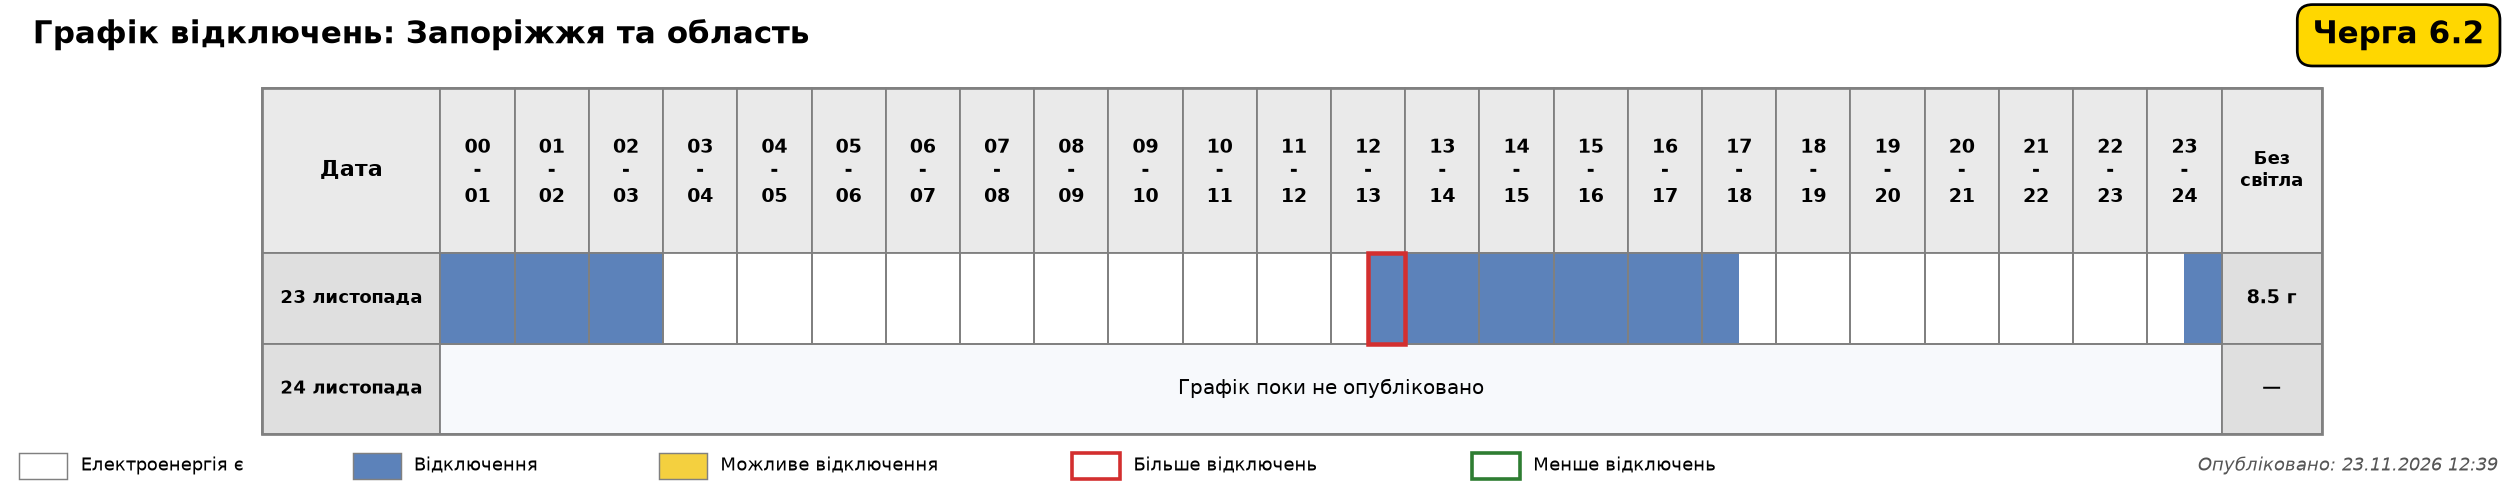 Графік відключень: Запоріжжя та область
Черга 6.2
Дата
00 - 01
01 - 02
02 - 03
03 - 04
04 - 05
05 - 06
06 - 07
07 - 08
08 - 09
09 - 10
10 - 11
11 - 12
12 - 13
13 - 14
14 - 15
15 - 16
16 - 17
17 - 18
18 - 19
19 - 20
20 - 21
21 - 22
22 - 23
23 - 24
Без
світла
23 листопада
8.5 г
24 листопада
Графік поки не опубліковано
—
Електроенергія є
Відключення
Можливе відключення
Більше відключень
Менше відключень
Опубліковано: 23.11.2026 12:39